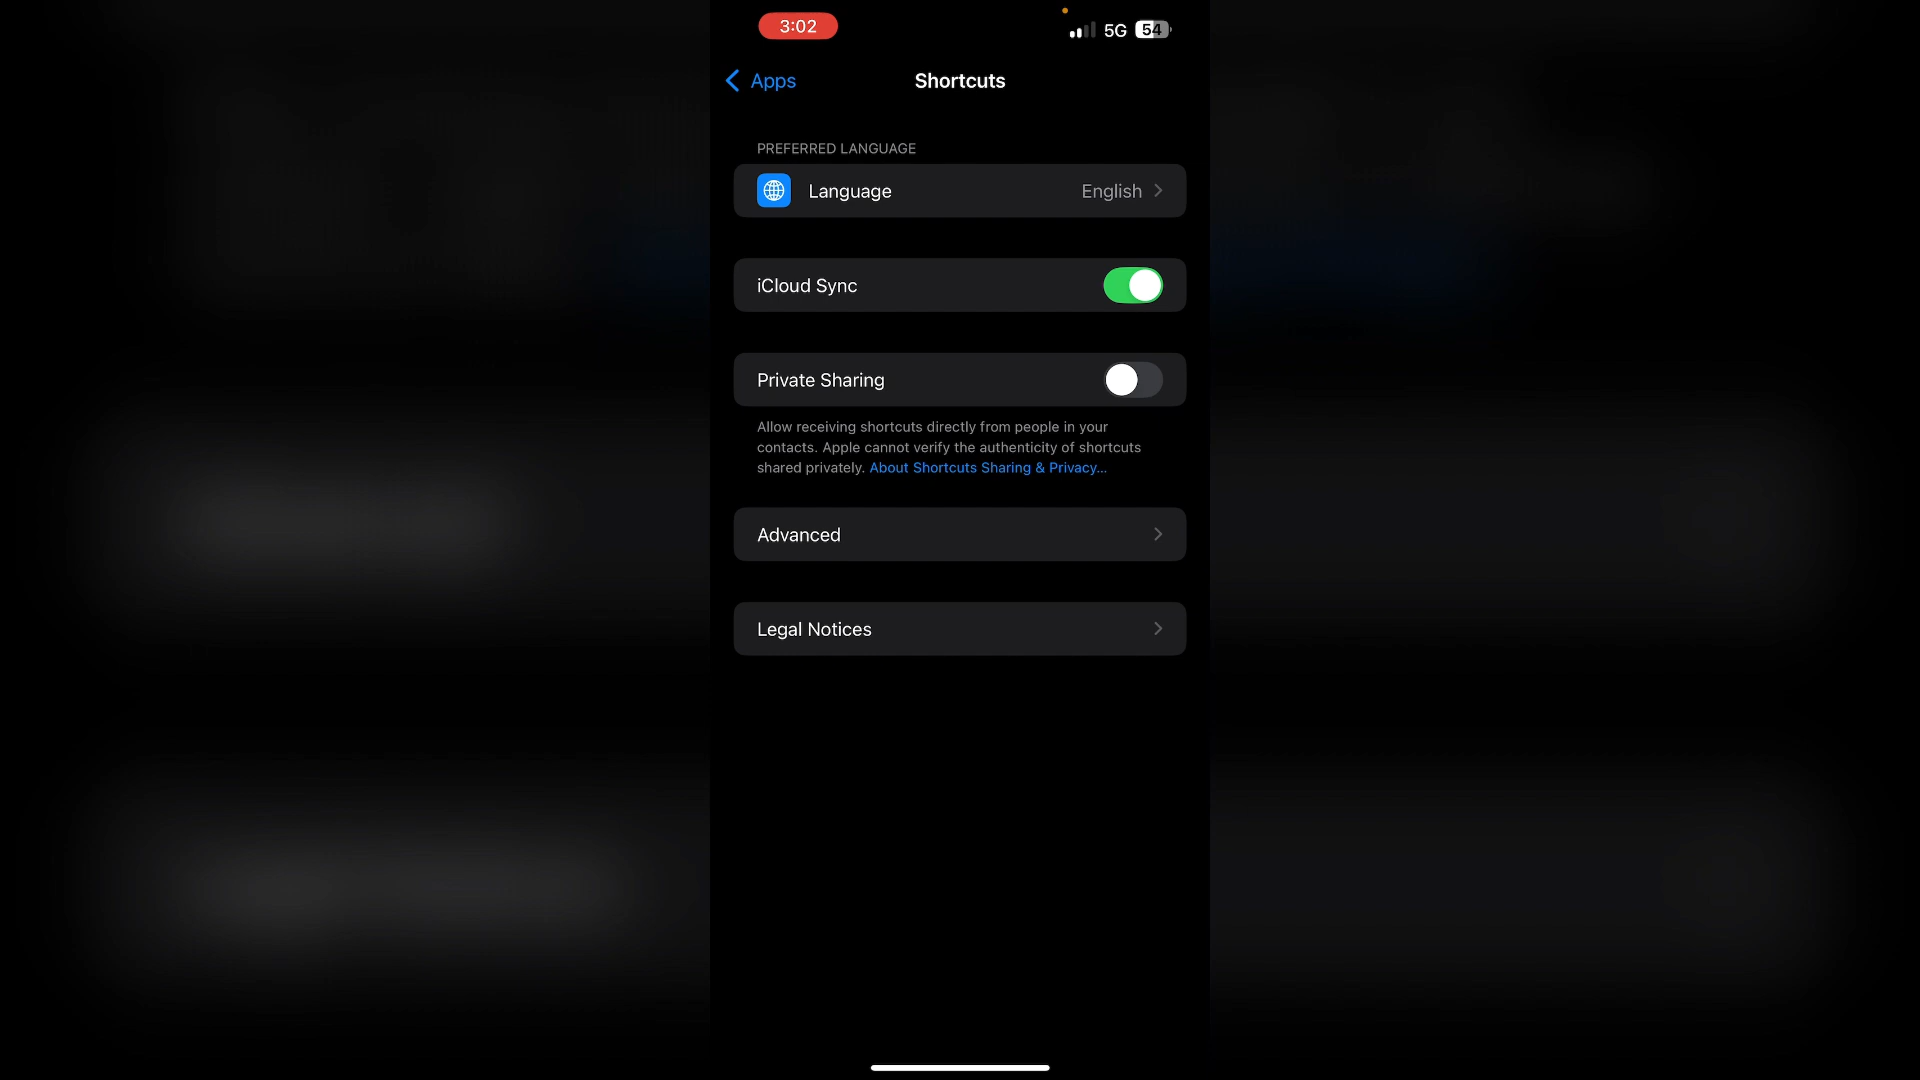 3:02
5G 54
Apps
Shortcuts
PREFERRED LANGUAGE
Language English
iCloud Sync
Private Sharing
Allow receiving shortcuts directly from people in your
contacts. Apple cannot verify the authenticity of shortcuts
shared privately. About Shortcuts Sharing & Privacy...
Advanced
Legal Notices